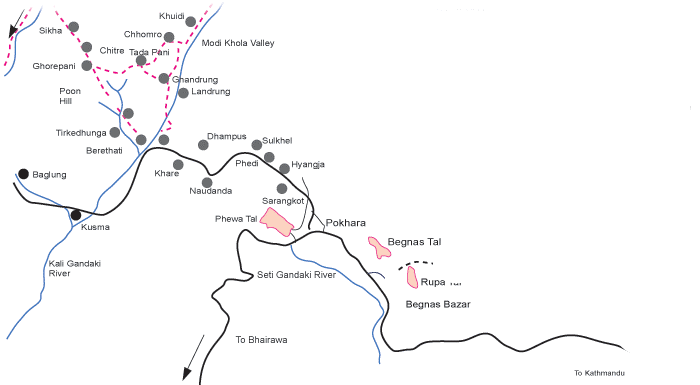 Khuidi
Sikha
Chhomro
Modi Khola Valley
Chitre
Tada Pani
Ghorepani
Ghandrung
Poon
Hill
Landrung
Tirkedhunga
Dhampus
Sulkhel
Berethati
Phedi
Hyangja
Khare
Baglung
Naudanda
Sarangkot
Phewa Tal
Pokhara
Kusma
Begnas Tal
Kali Gandaki
River
Seti Gandaki River
Rupa
Begnas Bazar
To Bhairawa
To Kathmandu